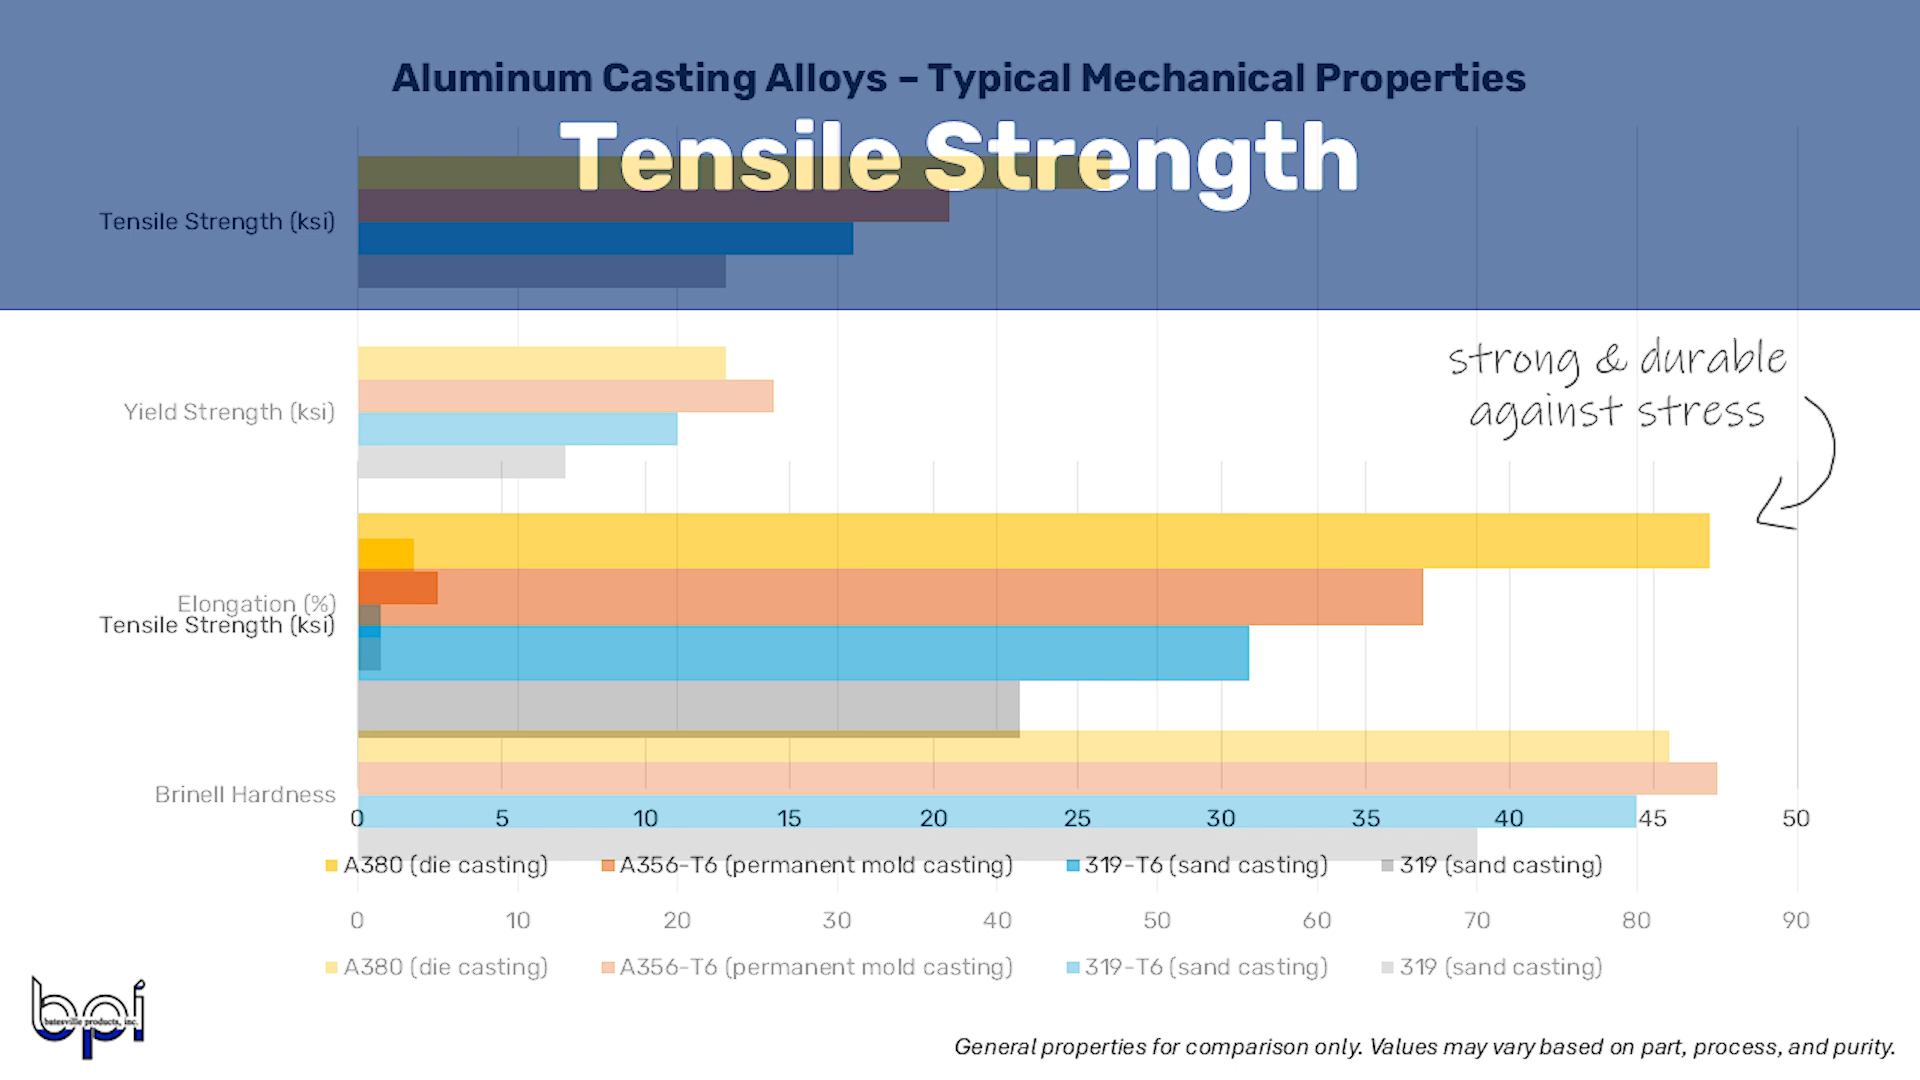 Aluminum Casting Alloys – Typical Mechanical Properties
Tensile Strength
Tensile Strength (ksi)
strong & durable
against stress
Yield Strength (ksi)
Elongation (%)
Tensile Strength (ksi)
Brinell Hardness
0 5 10 15 20 25 30 35 40 45 50
A380 (die casting) A356-T6 (permanent mold casting) 319-T6 (sand casting) 319 (sand casting)
0 10 20 30 40 50 60 70 80 90
A380 (die casting) A356-T6 (permanent mold casting) 319-T6 (sand casting) 319 (sand casting)
bpi
batesville products, inc.
General properties for comparison only. Values may vary based on part, process, and purity.